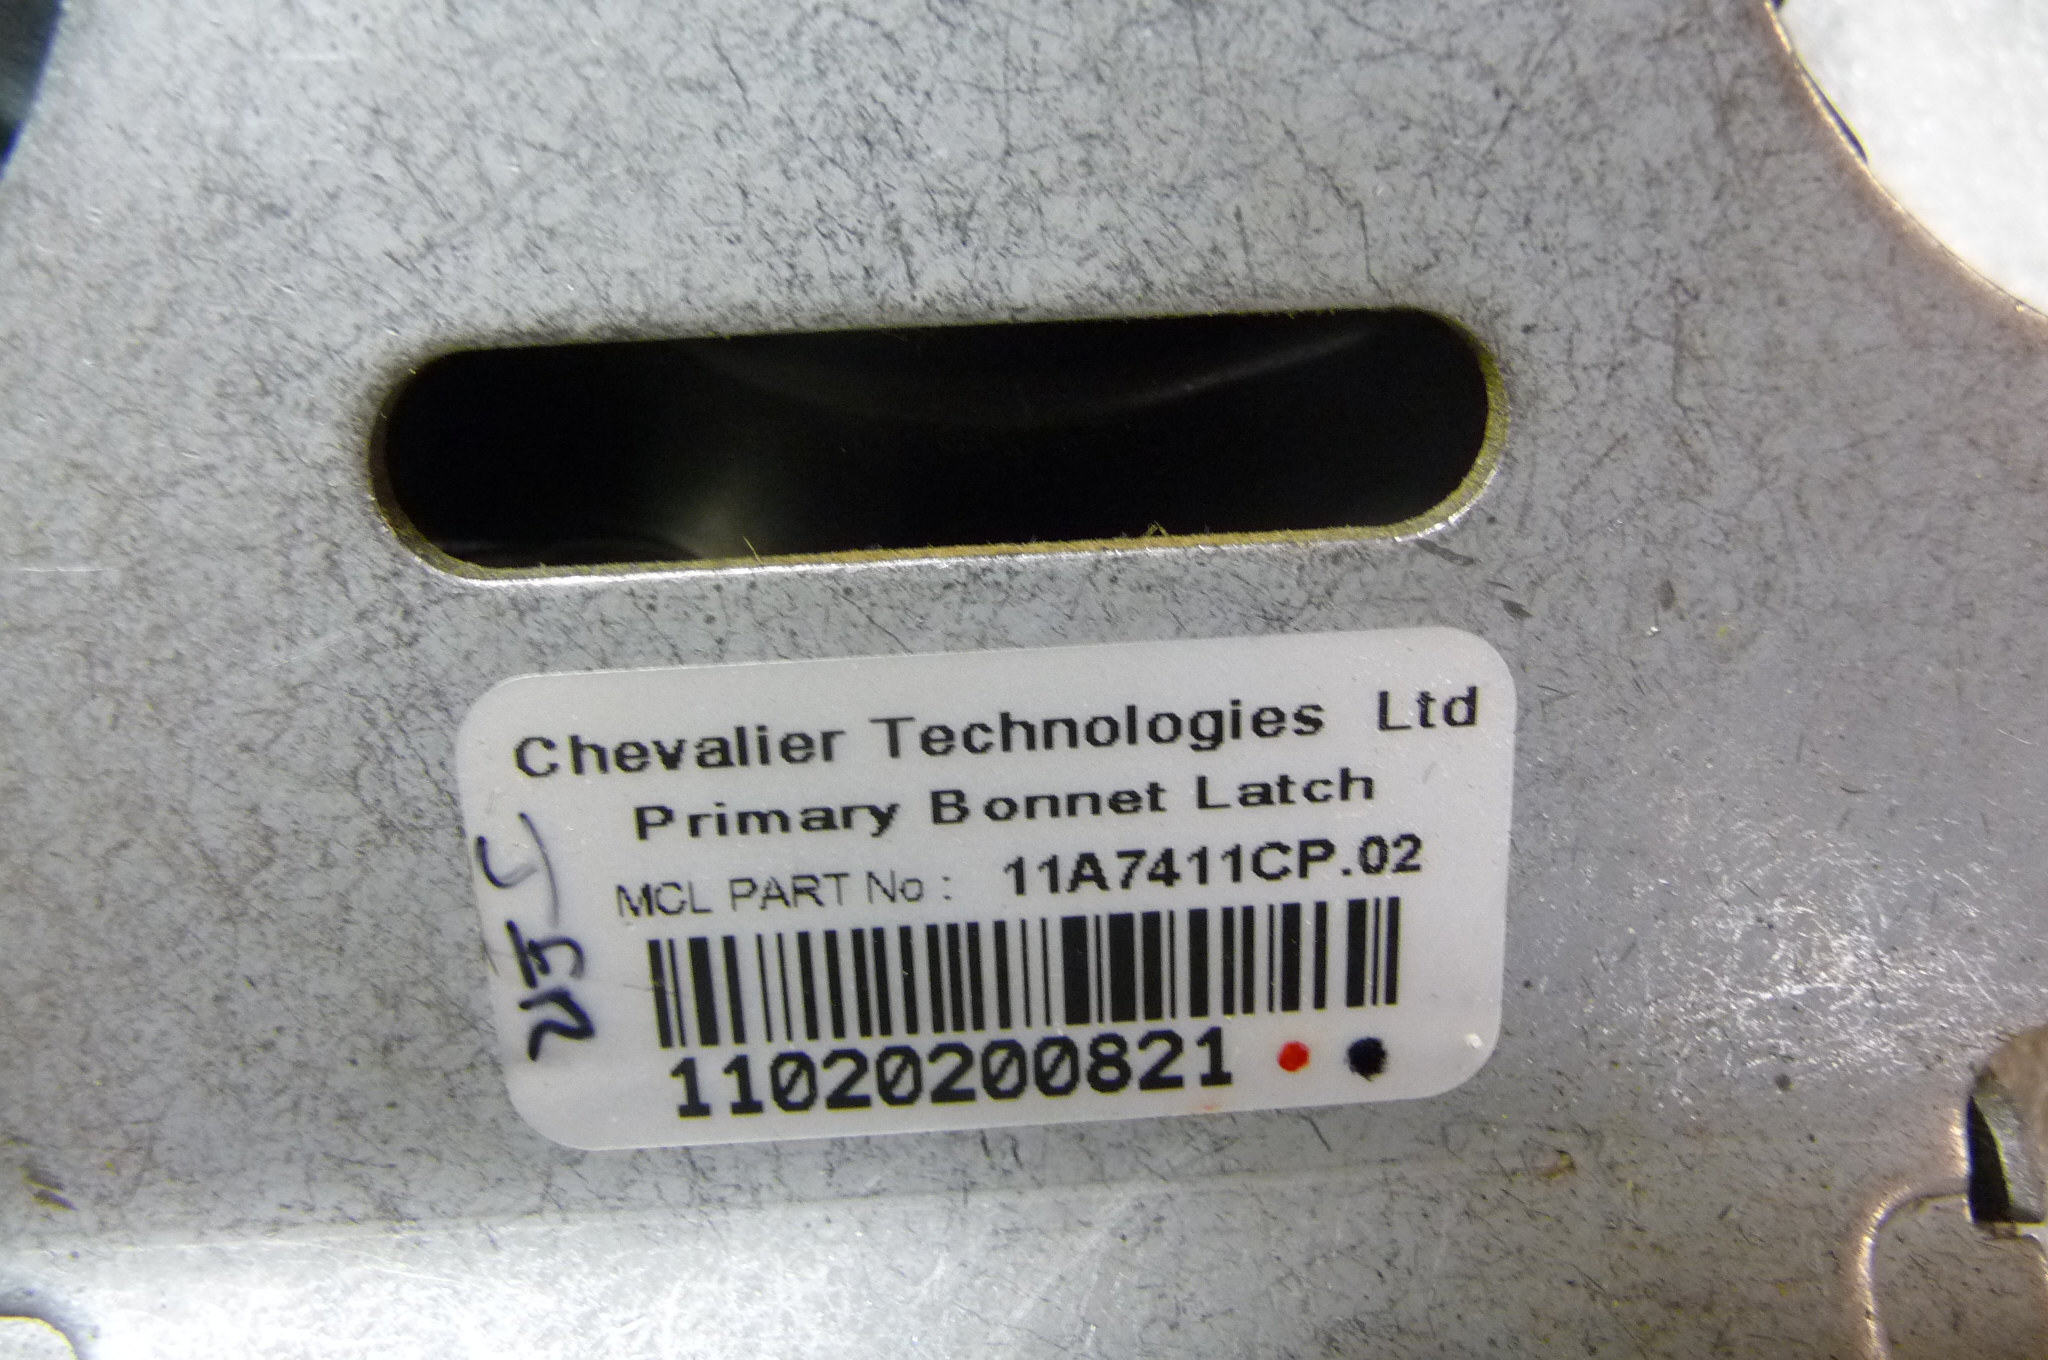 Chevalier Technologies Ltd
Primary Bonnet Latch
MCL PART No : 11A7411CP.02
11020200821